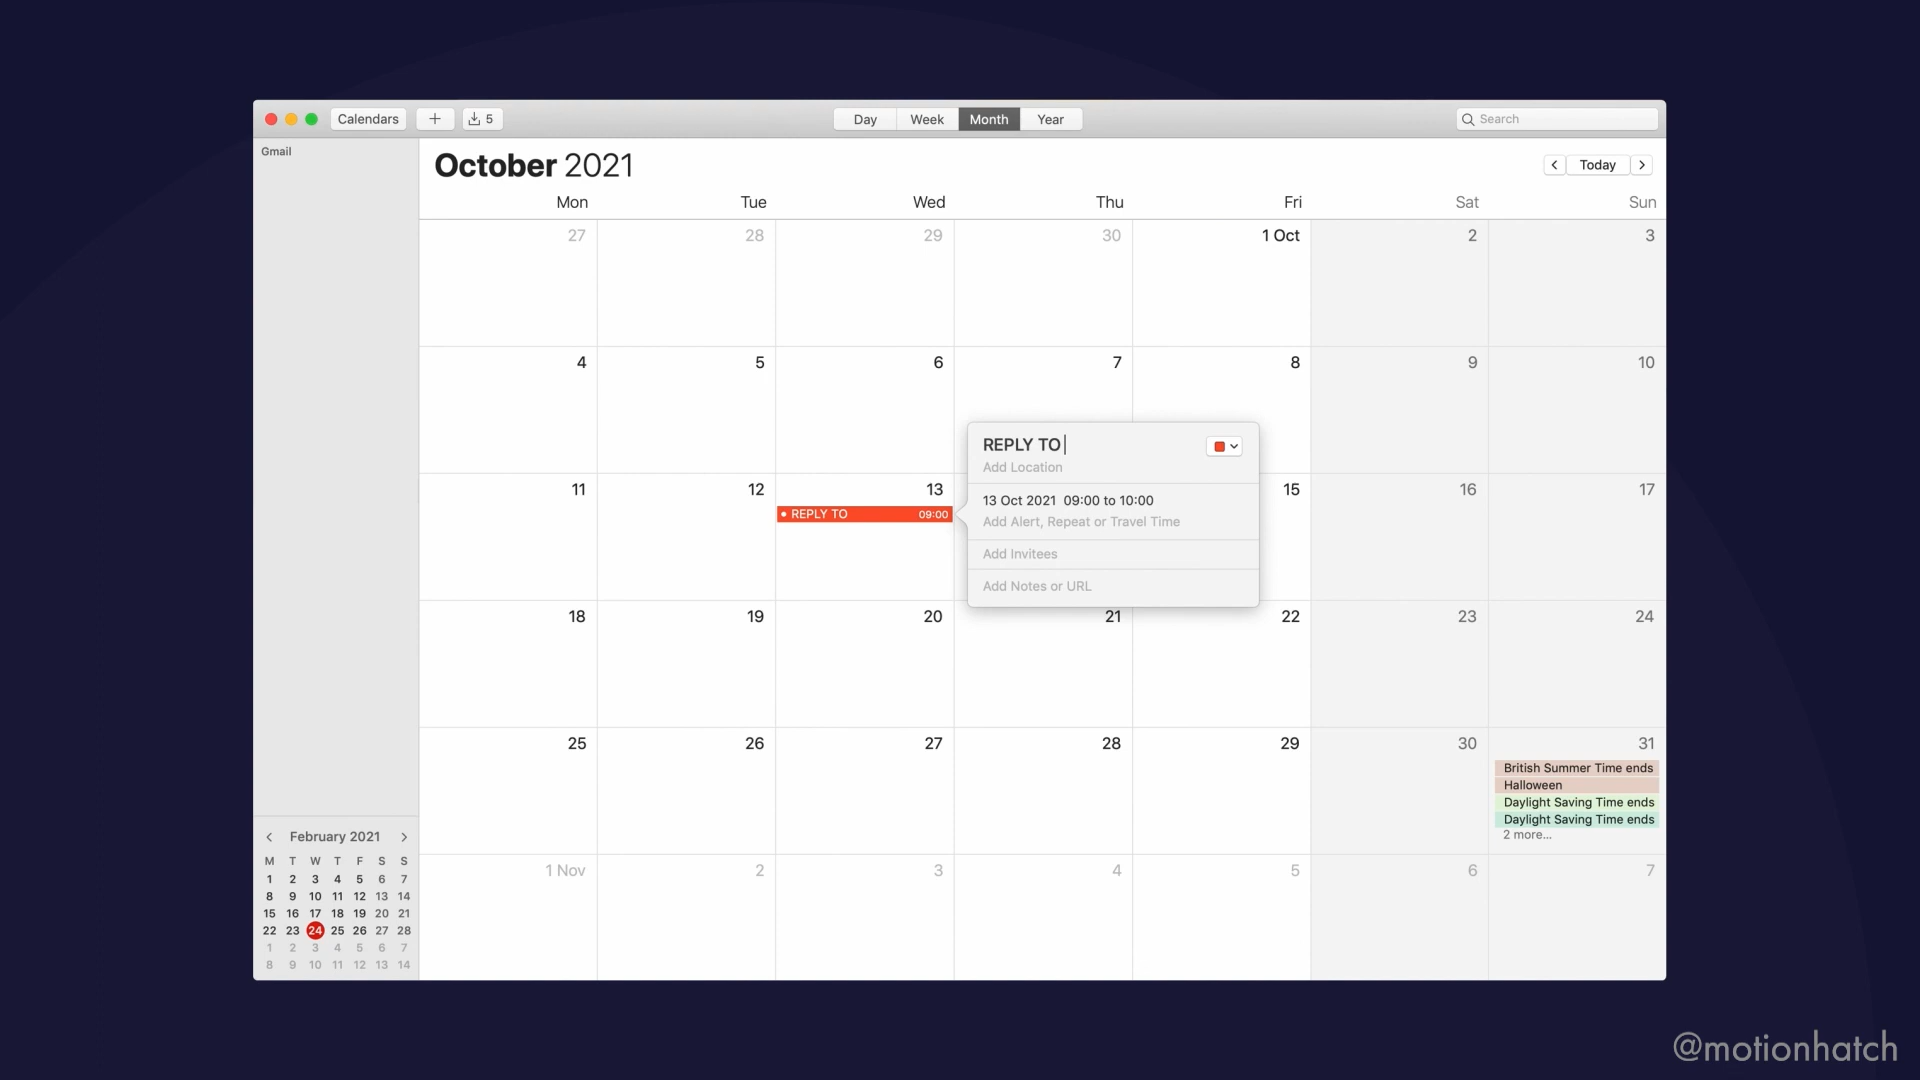 Calendars
5
Day Week Month Year
Search
Gmail
October 2021
Today
Mon Tue Wed Thu Fri Sat Sun
27 28 29 30 1 Oct 2 3
4 5 6 7 8 9 10
11 12 13 15 16 17
REPLY TO 09:00
REPLY TO
Add Location
13 Oct 2021 09:00 to 10:00
Add Alert, Repeat or Travel Time
Add Invitees
Add Notes or URL
18 19 20 21 22 23 24
25 26 27 28 29 30 31
British Summer Time ends
Halloween
Daylight Saving Time ends
Daylight Saving Time ends
2 more...
1 Nov 2 3 4 5 6 7
February 2021
M T W T F S S
1 2 3 4 5 6 7
8 9 10 11 12 13 14
15 16 17 18 19 20 21
22 23 24 25 26 27 28
1 2 3 4 5 6 7
8 9 10 11 12 13 14
@motionhatch